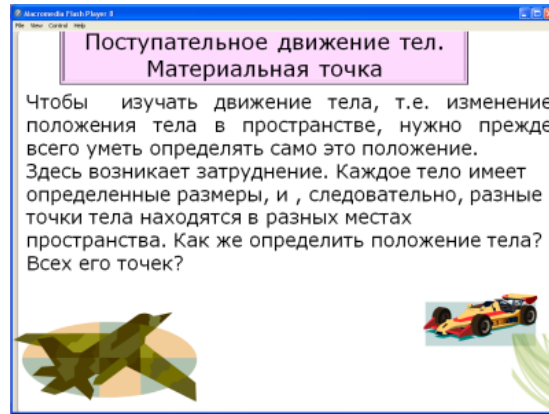 Macromedia Flash Player 8
File View Control Help
Поступательное движение тел.
Материальная точка
Чтобы изучать движение тела, т.е. изменение
положения тела в пространстве, нужно прежде
всего уметь определять само это положение.
Здесь возникает затруднение. Каждое тело имеет
определенные размеры, и , следовательно, разные
точки тела находятся в разных местах
пространства. Как же определить положение тела?
Всех его точек?